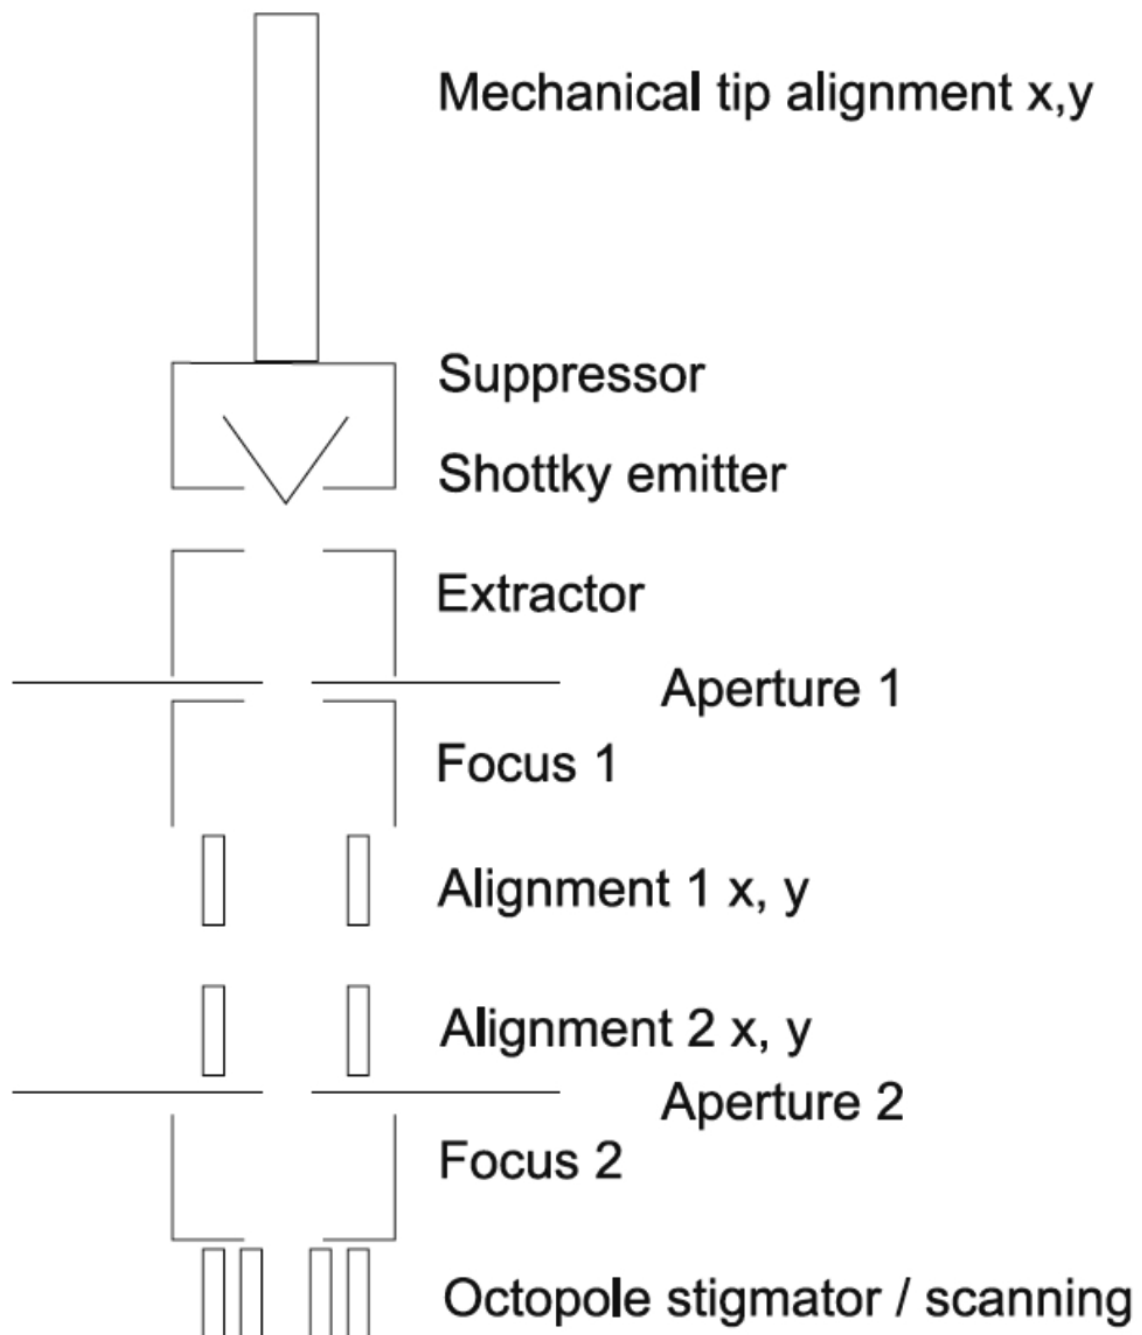 Mechanical tip alignment x,y
Suppressor
Shottky emitter
Extractor
Aperture 1
Focus 1
Alignment 1 x, y
Alignment 2 x, y
Aperture 2
Focus 2
Octopole stigmator / scanning